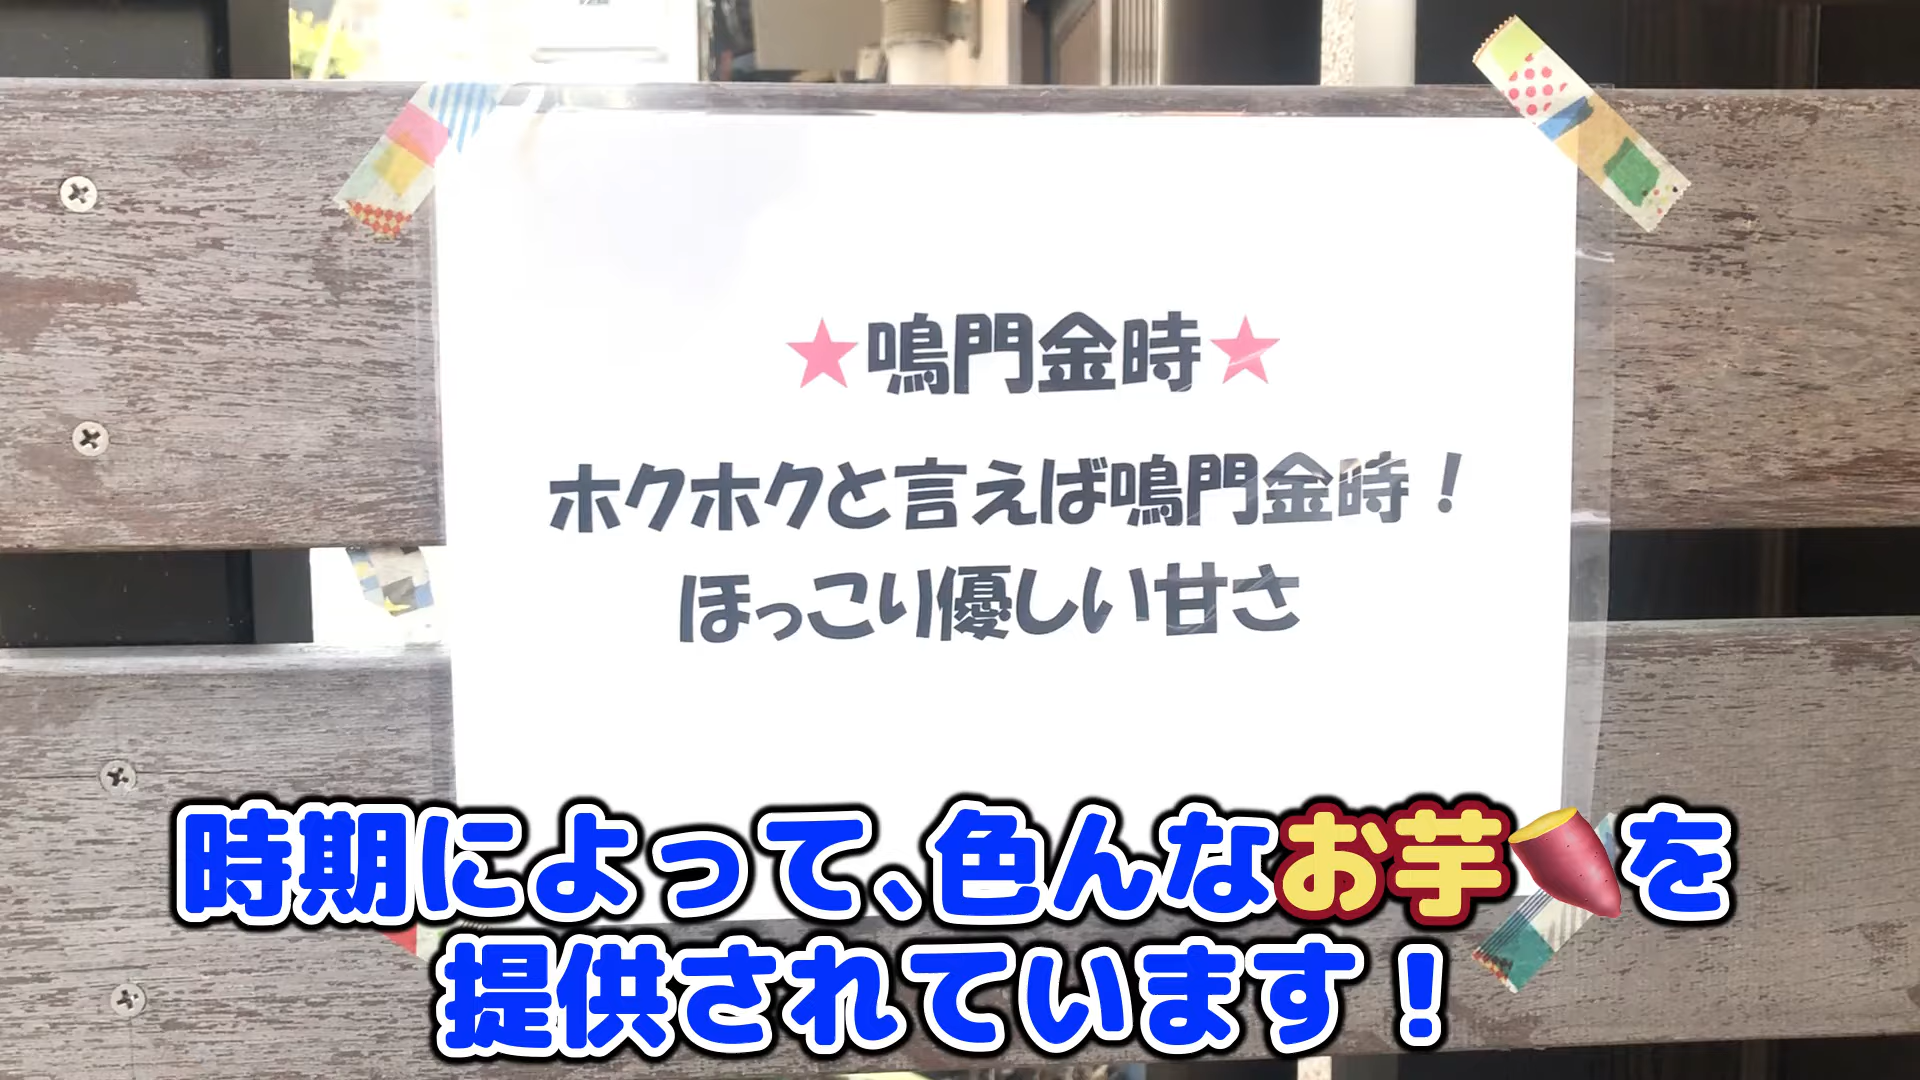 ★鳴門金時★
ホクホクと言えば鳴門金時！
ほっこり優しい甘さ
時期によって、色んなお芋🍠を
提供されています！